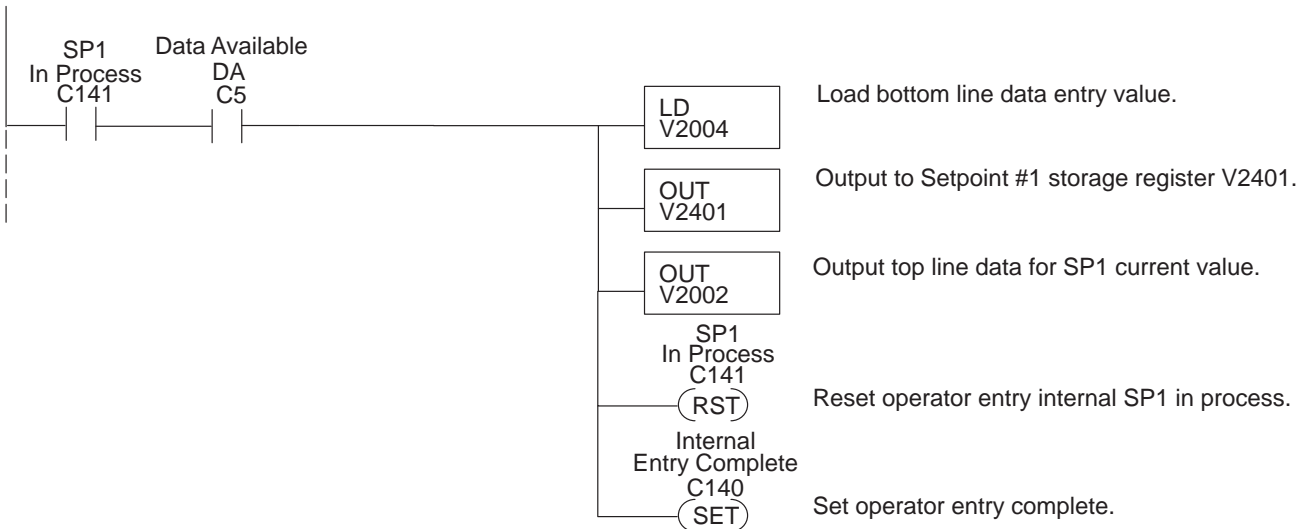 SP1
In Process
C141
Data Available
DA
C5
LD
V2004
Load bottom line data entry value.
OUT
V2401
Output to Setpoint #1 storage register V2401.
OUT
V2002
Output top line data for SP1 current value.
SP1
In Process
C141
RST
Reset operator entry internal SP1 in process.
Internal
Entry Complete
C140
SET
Set operator entry complete.